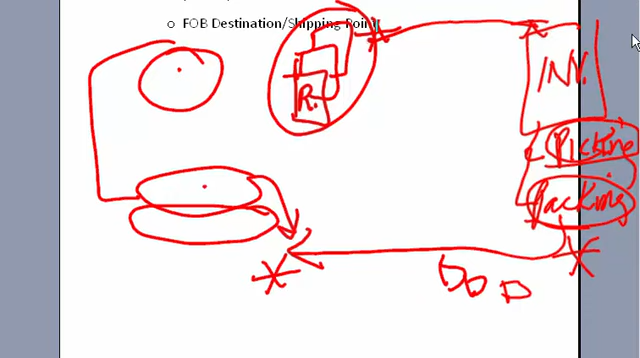 o FOB Destination/Shipping Point
R.
INV.
Picking
Packing